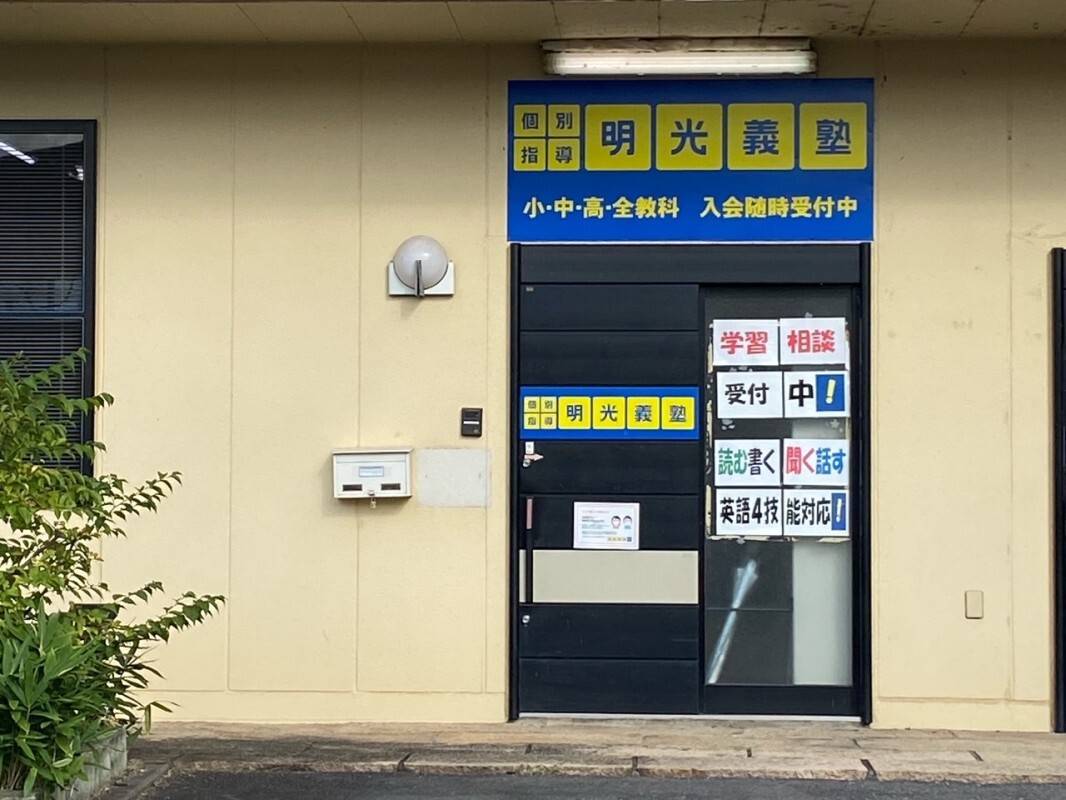 個別指導 明光義塾
小・中・高・全教科 入会随時受付中
個別指導 明光義塾
学習相談
受付中!
読む書く聞く話す
英語4技能対応!